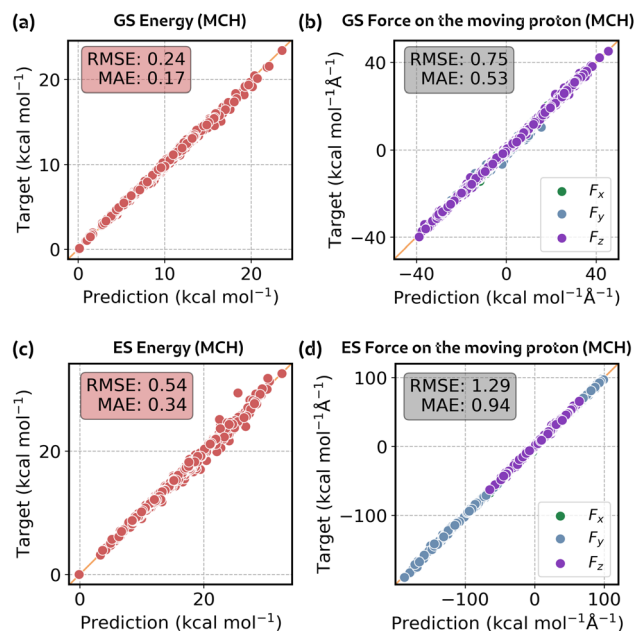 (a) GS Energy (MCH)
RMSE: 0.24
MAE: 0.17
Target (kcal mol⁻¹)
20
10
0
0 10 20
Prediction (kcal mol⁻¹)
(b) GS Force on the moving proton (MCH)
RMSE: 0.75
MAE: 0.53
Target (kcal mol⁻¹Å⁻¹)
40
0
−40
Fx
Fy
Fz
−40 0 40
Prediction (kcal mol⁻¹Å⁻¹)
(c) ES Energy (MCH)
RMSE: 0.54
MAE: 0.34
Target (kcal mol⁻¹)
20
0
0 20
Prediction (kcal mol⁻¹)
(d) ES Force on the moving proton (MCH)
RMSE: 1.29
MAE: 0.94
Target (kcal mol⁻¹Å⁻¹)
100
0
−100
Fx
Fy
Fz
−100 0 100
Prediction (kcal mol⁻¹Å⁻¹)